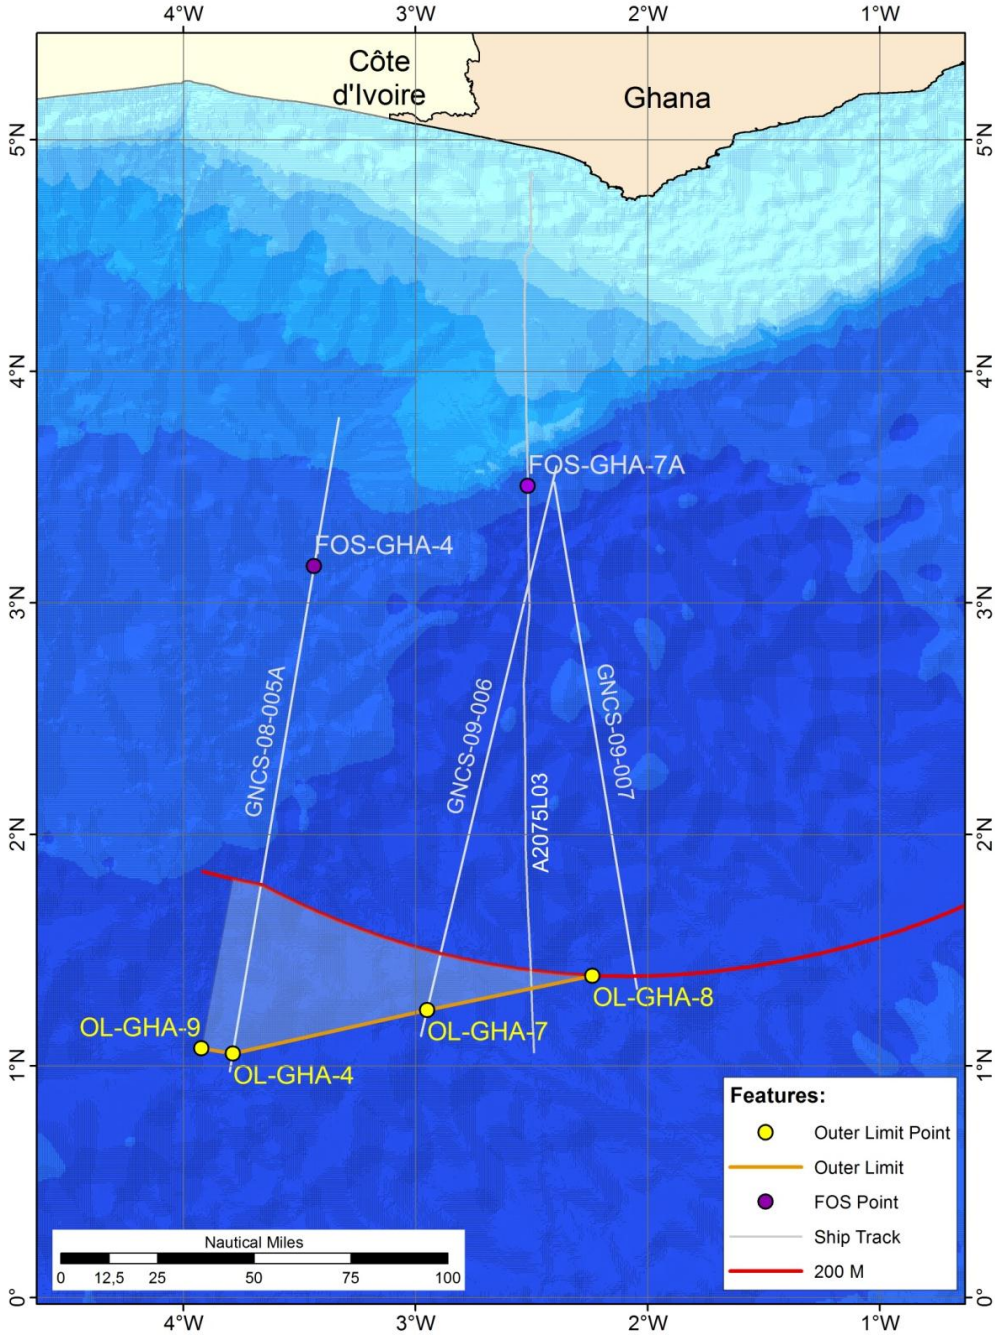 4°W 3°W 2°W 1°W
Côte
d'Ivoire
Ghana
5°N 5°N
4°N 4°N
FOS-GHA-7A
FOS-GHA-4
3°N 3°N
GNCS-08-005A
GNCS-09-006
GNCS-09-007
A2075L03
2°N 2°N
OL-GHA-8
OL-GHA-9
OL-GHA-7
OL-GHA-4
1°N 1°N
Features:
Outer Limit Point
Outer Limit
FOS Point
Ship Track
200 M
Nautical Miles
0 12,5 25 50 75 100
0° 0°
4°W 3°W 2°W 1°W